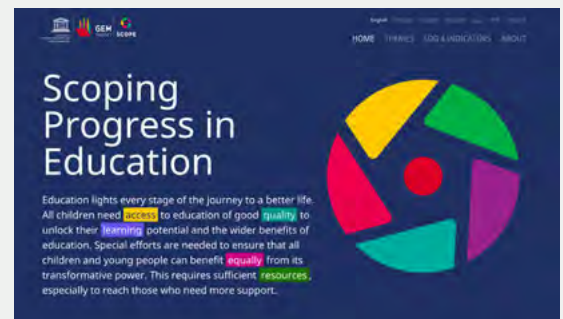 GEM SCOPE
English
HOME THEMES SDG 4 INDICATORS ABOUT
Scoping
Progress in
Education
Education lights every stage of the journey to a better life.
All children need access to education of good quality to
unlock their learning potential and the wider benefits of
education. Special efforts are needed to ensure that all
children and young people can benefit equally from its
transformative power. This requires sufficient resources,
especially to reach those who need more support.